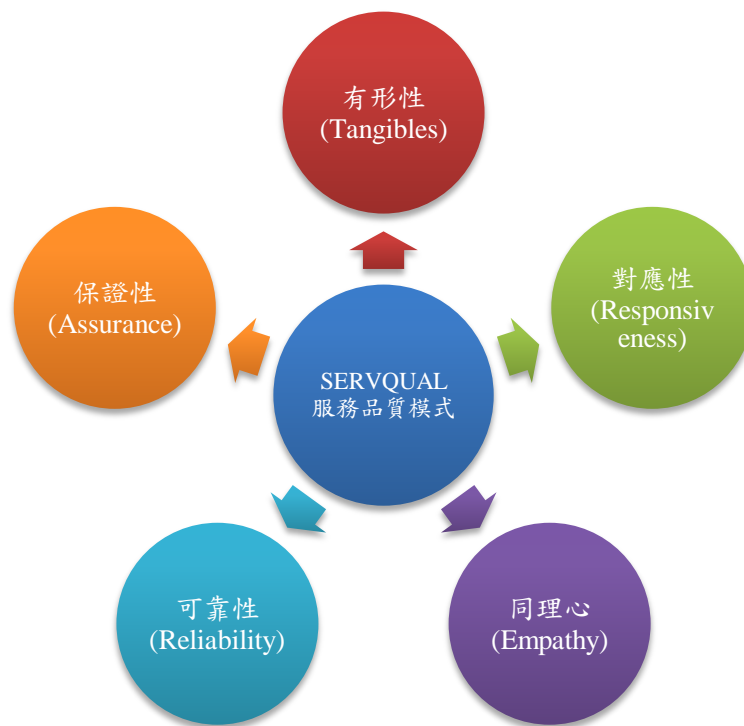 有形性
(Tangibles)
保證性
(Assurance)
對應性
(Responsiv
eness)
SERVQUAL
服務品質模式
可靠性
(Reliability)
同理心
(Empathy)